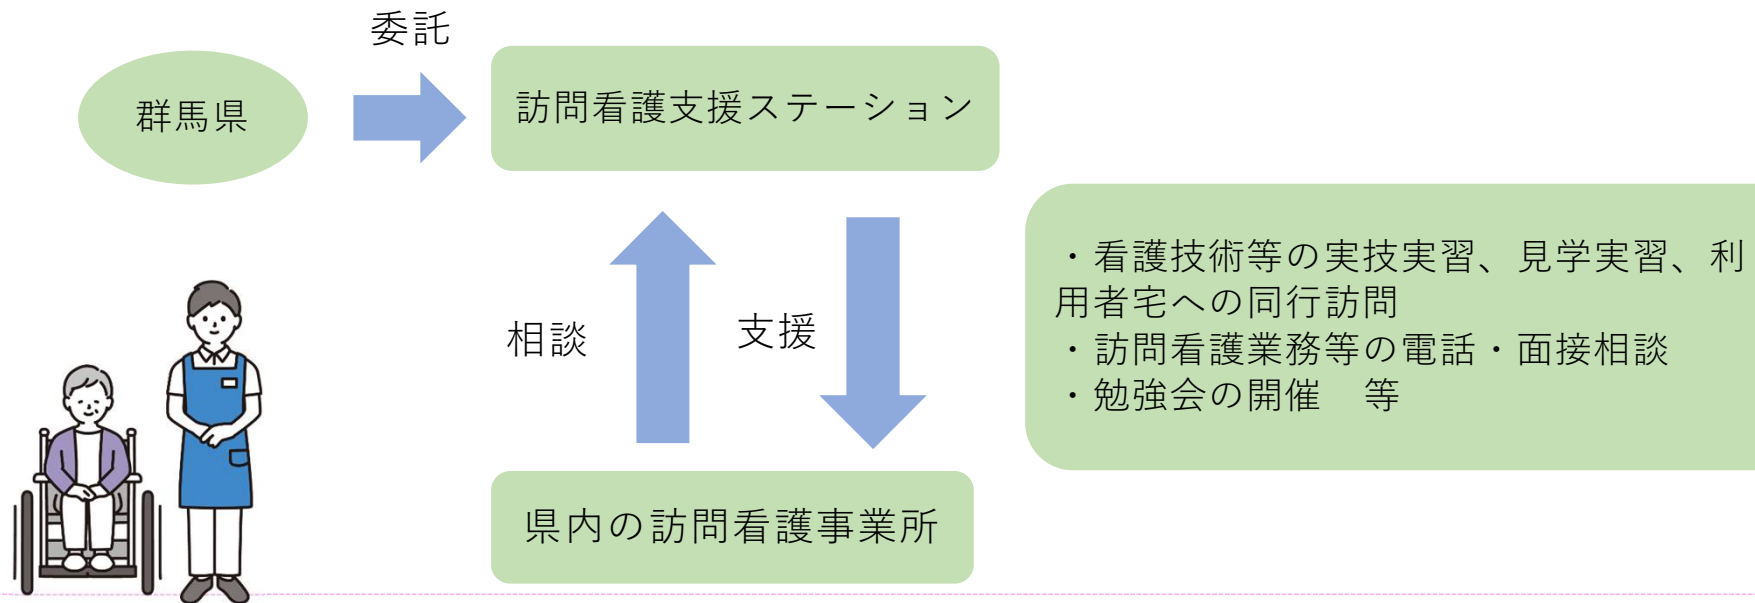 委託
群馬県
訪問看護支援ステーション
相談
支援
・看護技術等の実技実習、見学実習、利
用者宅への同行訪問
・訪問看護業務等の電話・面接相談
・勉強会の開催　等
県内の訪問看護事業所